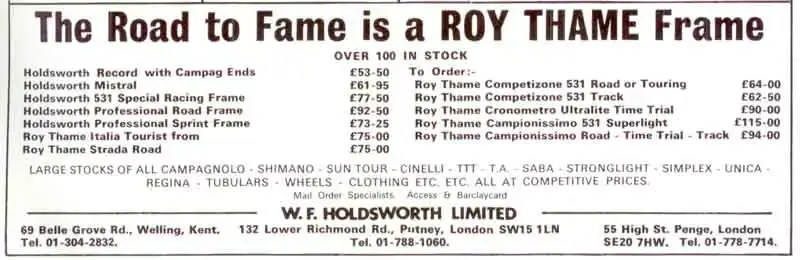 The Road to Fame is a ROY THAME Frame
OVER 100 IN STOCK
Holdsworth Record with Campag Ends £53-50
Holdsworth Mistral £61-95
Holdsworth 531 Special Racing Frame £77-50
Holdsworth Professional Road Frame £92-50
Holdsworth Professional Sprint Frame £73-25
Roy Thame Italia Tourist from £75-00
Roy Thame Strada Road £75-00
To Order:-
Roy Thame Competizone 531 Road or Touring £64-00
Roy Thame Competizone 531 Track £62-50
Roy Thame Cronometro Ultralite Time Trial £90-00
Roy Thame Campionissimo 531 Superlight £115-00
Roy Thame Campionissimo Road - Time Trial - Track £94-00
LARGE STOCKS OF ALL CAMPAGNOLO - SHIMANO - SUN TOUR - CINELLI - TTT - T.A. - SABA - STRONGLIGHT - SIMPLEX - UNICA -
REGINA - TUBULARS - WHEELS - CLOTHING ETC. ETC. ALL AT COMPETITIVE PRICES.
Mail Order Specialists. Access & Barclaycard
W. F. HOLDSWORTH LIMITED
69 Belle Grove Rd., Welling, Kent.
Tel. 01-304-2832.
132 Lower Richmond Rd., Putney, London SW15 1LN
Tel. 01-788-1060.
55 High St. Penge, London
SE20 7HW. Tel. 01-778-7714.